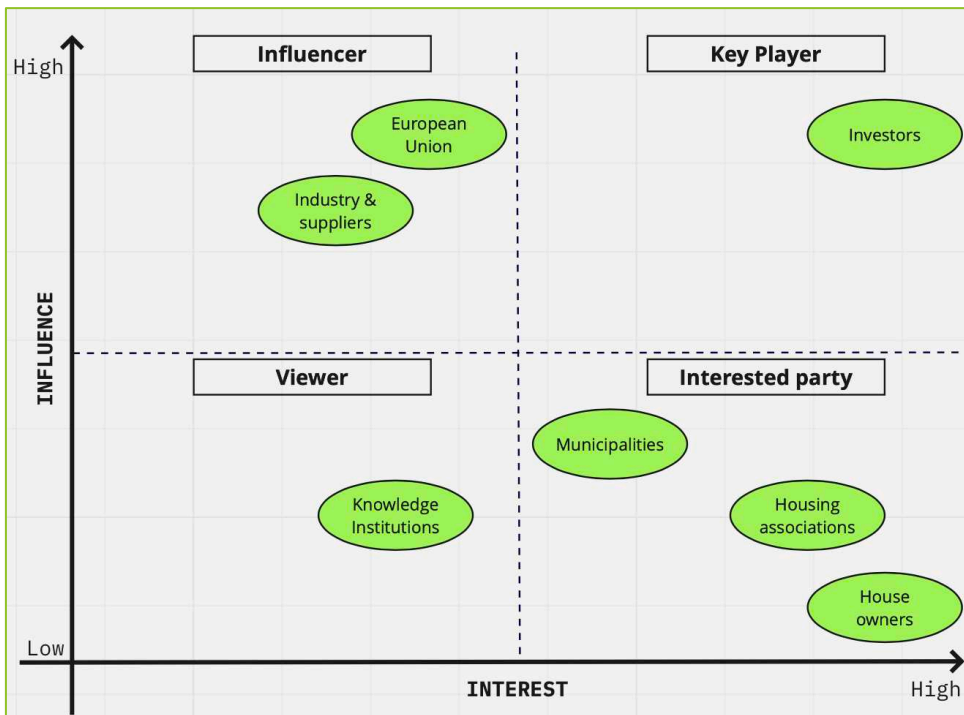 High
Influencer
Key Player
European
Union
Investors
Industry &
suppliers
INFLUENCE
Viewer
Interested party
Municipalities
Knowledge
Institutions
Housing
associations
House
owners
Low
INTEREST
High